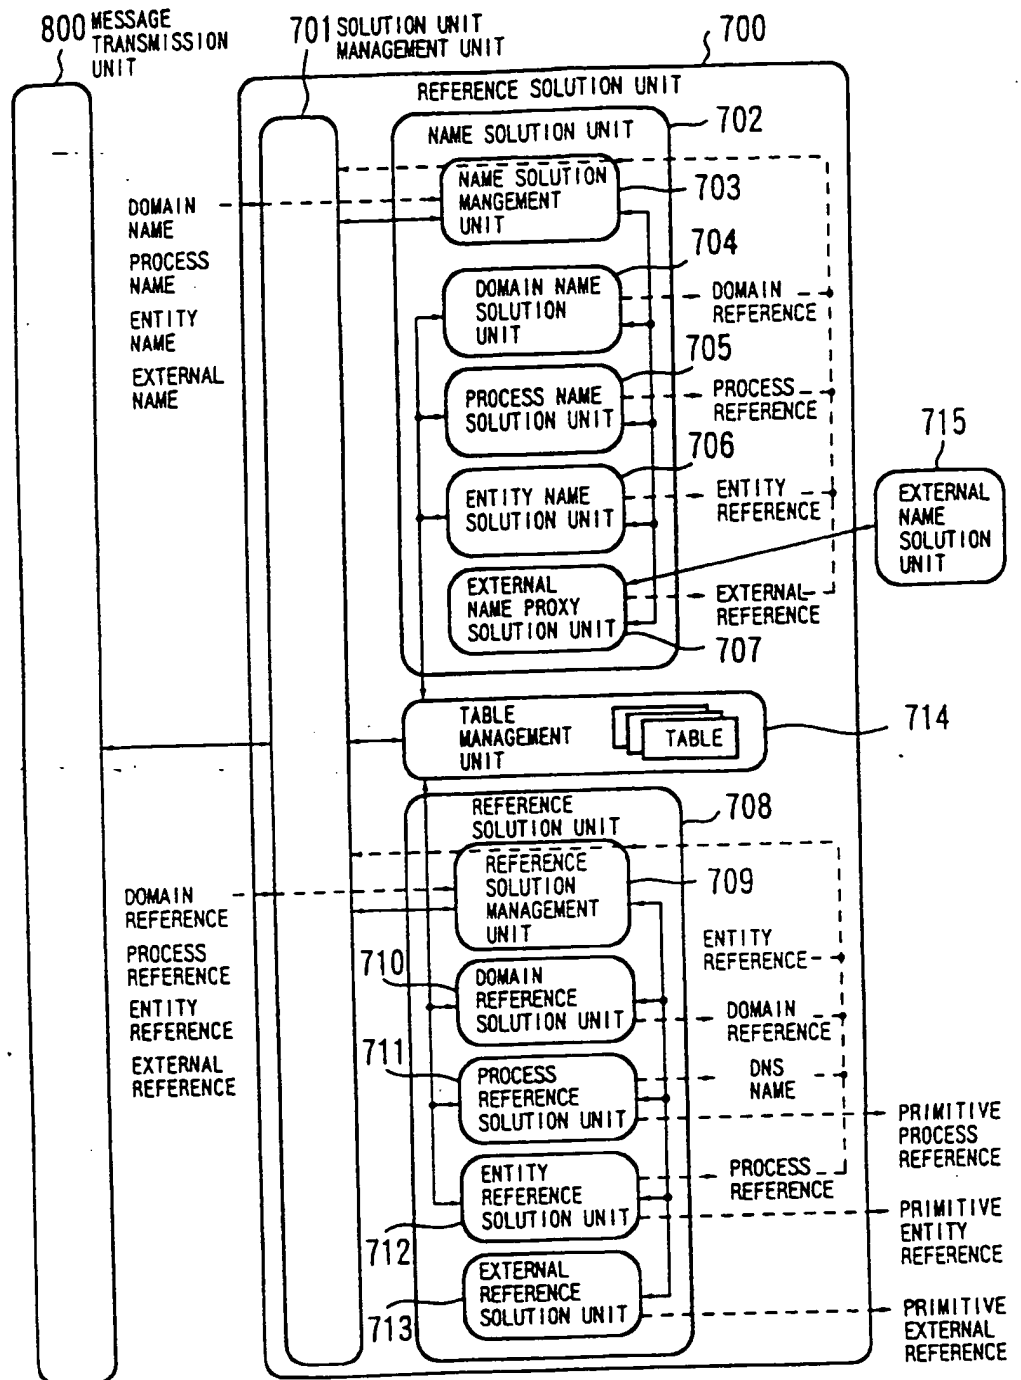 800 MESSAGE
TRANSMISSION
UNIT
701 SOLUTION UNIT
MANAGEMENT UNIT
700
REFERENCE SOLUTION UNIT
NAME SOLUTION UNIT
702
NAME SOLUTION
MANGEMENT
UNIT
703
DOMAIN
NAME
PROCESS
NAME
ENTITY
NAME
EXTERNAL
NAME
704
DOMAIN NAME
SOLUTION
UNIT
DOMAIN
REFERENCE
705
PROCESS NAME
SOLUTION UNIT
PROCESS
REFERENCE
706
ENTITY NAME
SOLUTION UNIT
ENTITY
REFERENCE
715
EXTERNAL
NAME
SOLUTION
UNIT
EXTERNAL
NAME PROXY
SOLUTION UNIT
EXTERNAL
REFERENCE
707
TABLE
MANAGEMENT
UNIT
TABLE
714
REFERENCE
SOLUTION UNIT
708
REFERENCE
SOLUTION
MANAGEMENT
UNIT
709
DOMAIN
REFERENCE
PROCESS
REFERENCE
ENTITY
REFERENCE
EXTERNAL
REFERENCE
ENTITY
REFERENCE
710
DOMAIN
REFERENCE
SOLUTION UNIT
DOMAIN
REFERENCE
711
PROCESS
REFERENCE
SOLUTION UNIT
DNS
NAME
PRIMITIVE
PROCESS
REFERENCE
ENTITY
REFERENCE
SOLUTION UNIT
712
PROCESS
REFERENCE
PRIMITIVE
ENTITY
REFERENCE
EXTERNAL
REFERENCE
SOLUTION UNIT
713
PRIMITIVE
EXTERNAL
REFERENCE